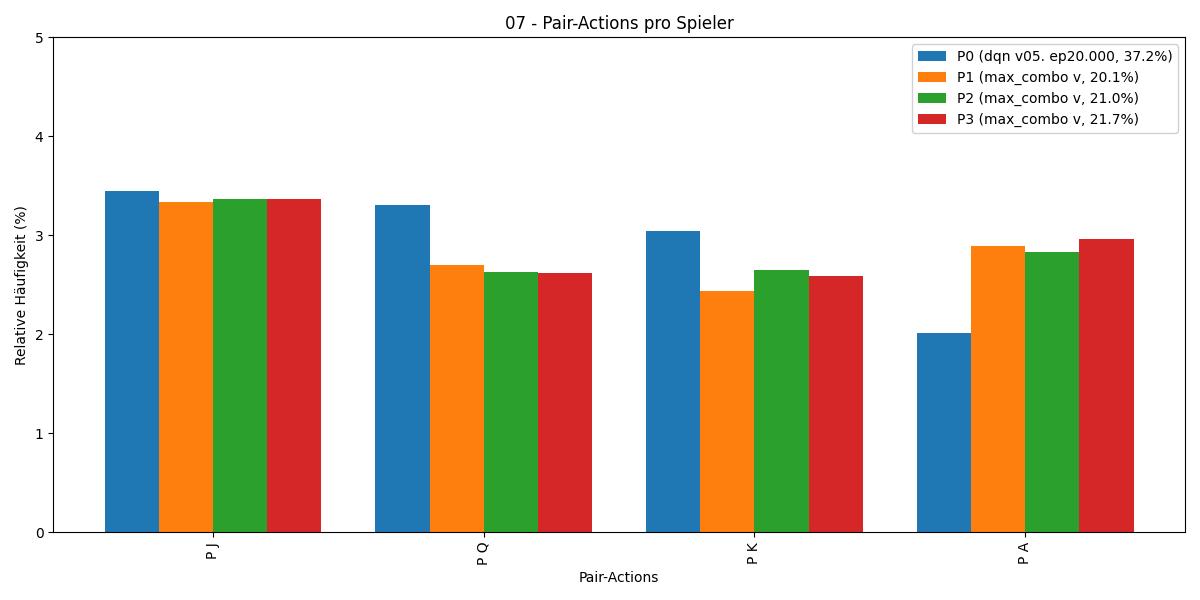 07 - Pair-Actions pro Spieler
P0 (dqn v05. ep20.000, 37.2%)
P1 (max_combo v, 20.1%)
P2 (max_combo v, 21.0%)
P3 (max_combo v, 21.7%)
Relative Häufigkeit (%)
5
4
3
2
1
0
P J
P Q
P K
P A
Pair-Actions